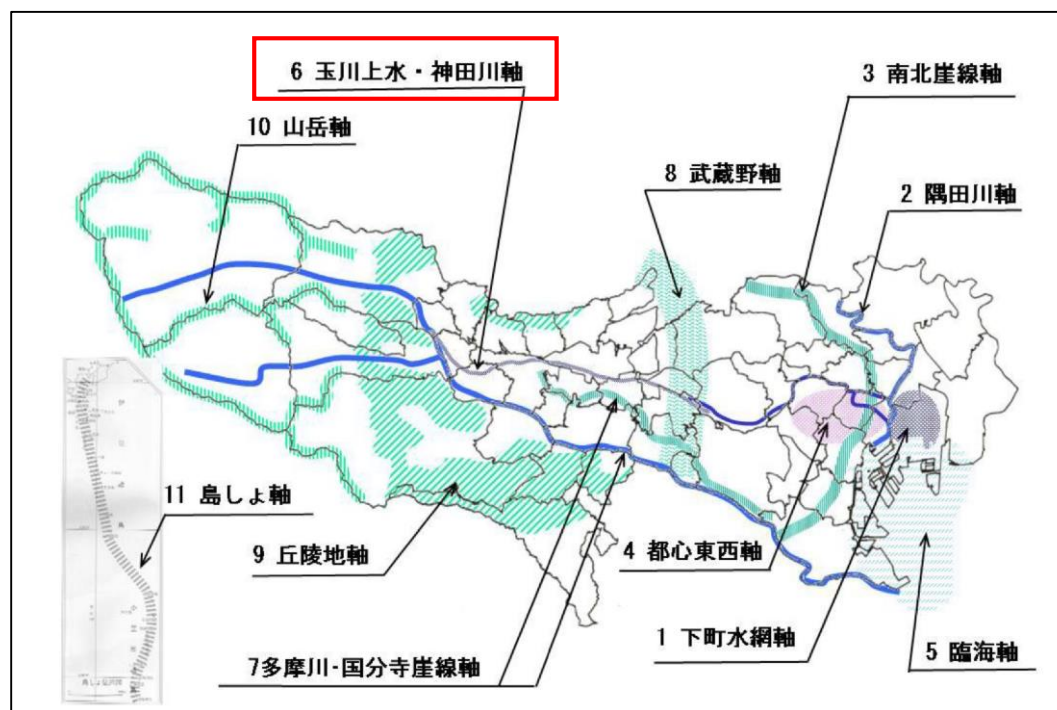 6 玉川上水・神田川軸
3 南北崖線軸
10 山岳軸
8 武蔵野軸
2 隅田川軸
11 島しょ軸
9 丘陵地軸
4 都心東西軸
1 下町水網軸
5 臨海軸
7多摩川・国分寺崖線軸